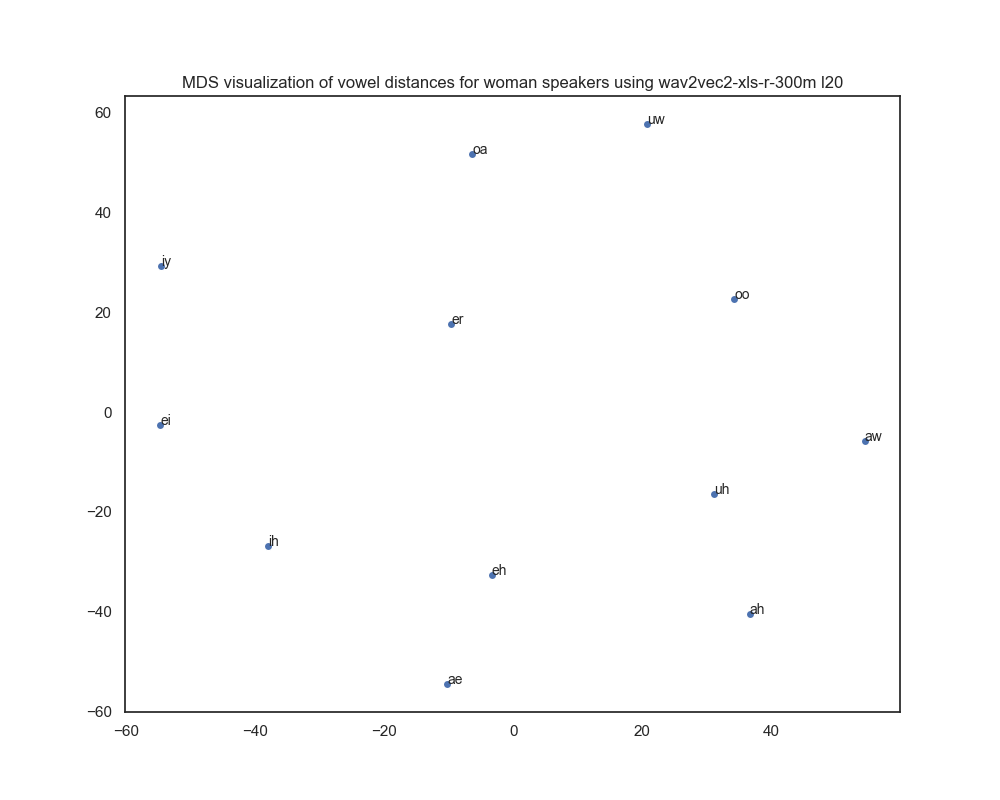 MDS visualization of vowel distances for woman speakers using wav2vec2-xls-r-300m l20
60
uw
oa
40
iy
oo
20
er
0
ei
aw
uh
−20
ih
eh
−40
ah
ae
−60
−60 −40 −20 0 20 40